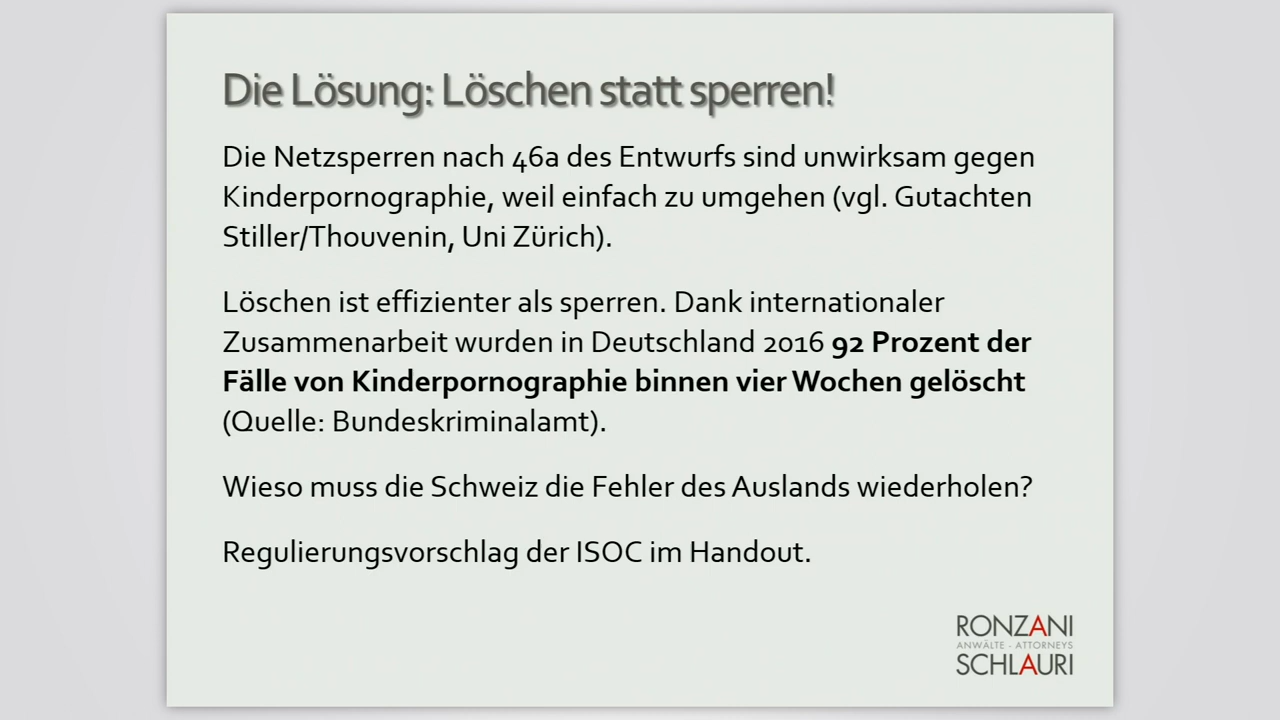 Die Lösung: Löschen statt sperren!
Die Netzsperren nach 46a des Entwurfs sind unwirksam gegen
Kinderpornographie, weil einfach zu umgehen (vgl. Gutachten
Stiller/Thouvenin, Uni Zürich).
Löschen ist effizienter als sperren. Dank internationaler
Zusammenarbeit wurden in Deutschland 2016 92 Prozent der
Fälle von Kinderpornographie binnen vier Wochen gelöscht
(Quelle: Bundeskriminalamt).
Wieso muss die Schweiz die Fehler des Auslands wiederholen?
Regulierungsvorschlag der ISOC im Handout.
RONZANI
ANWÄLTE - ATTORNEYS
SCHLAURI